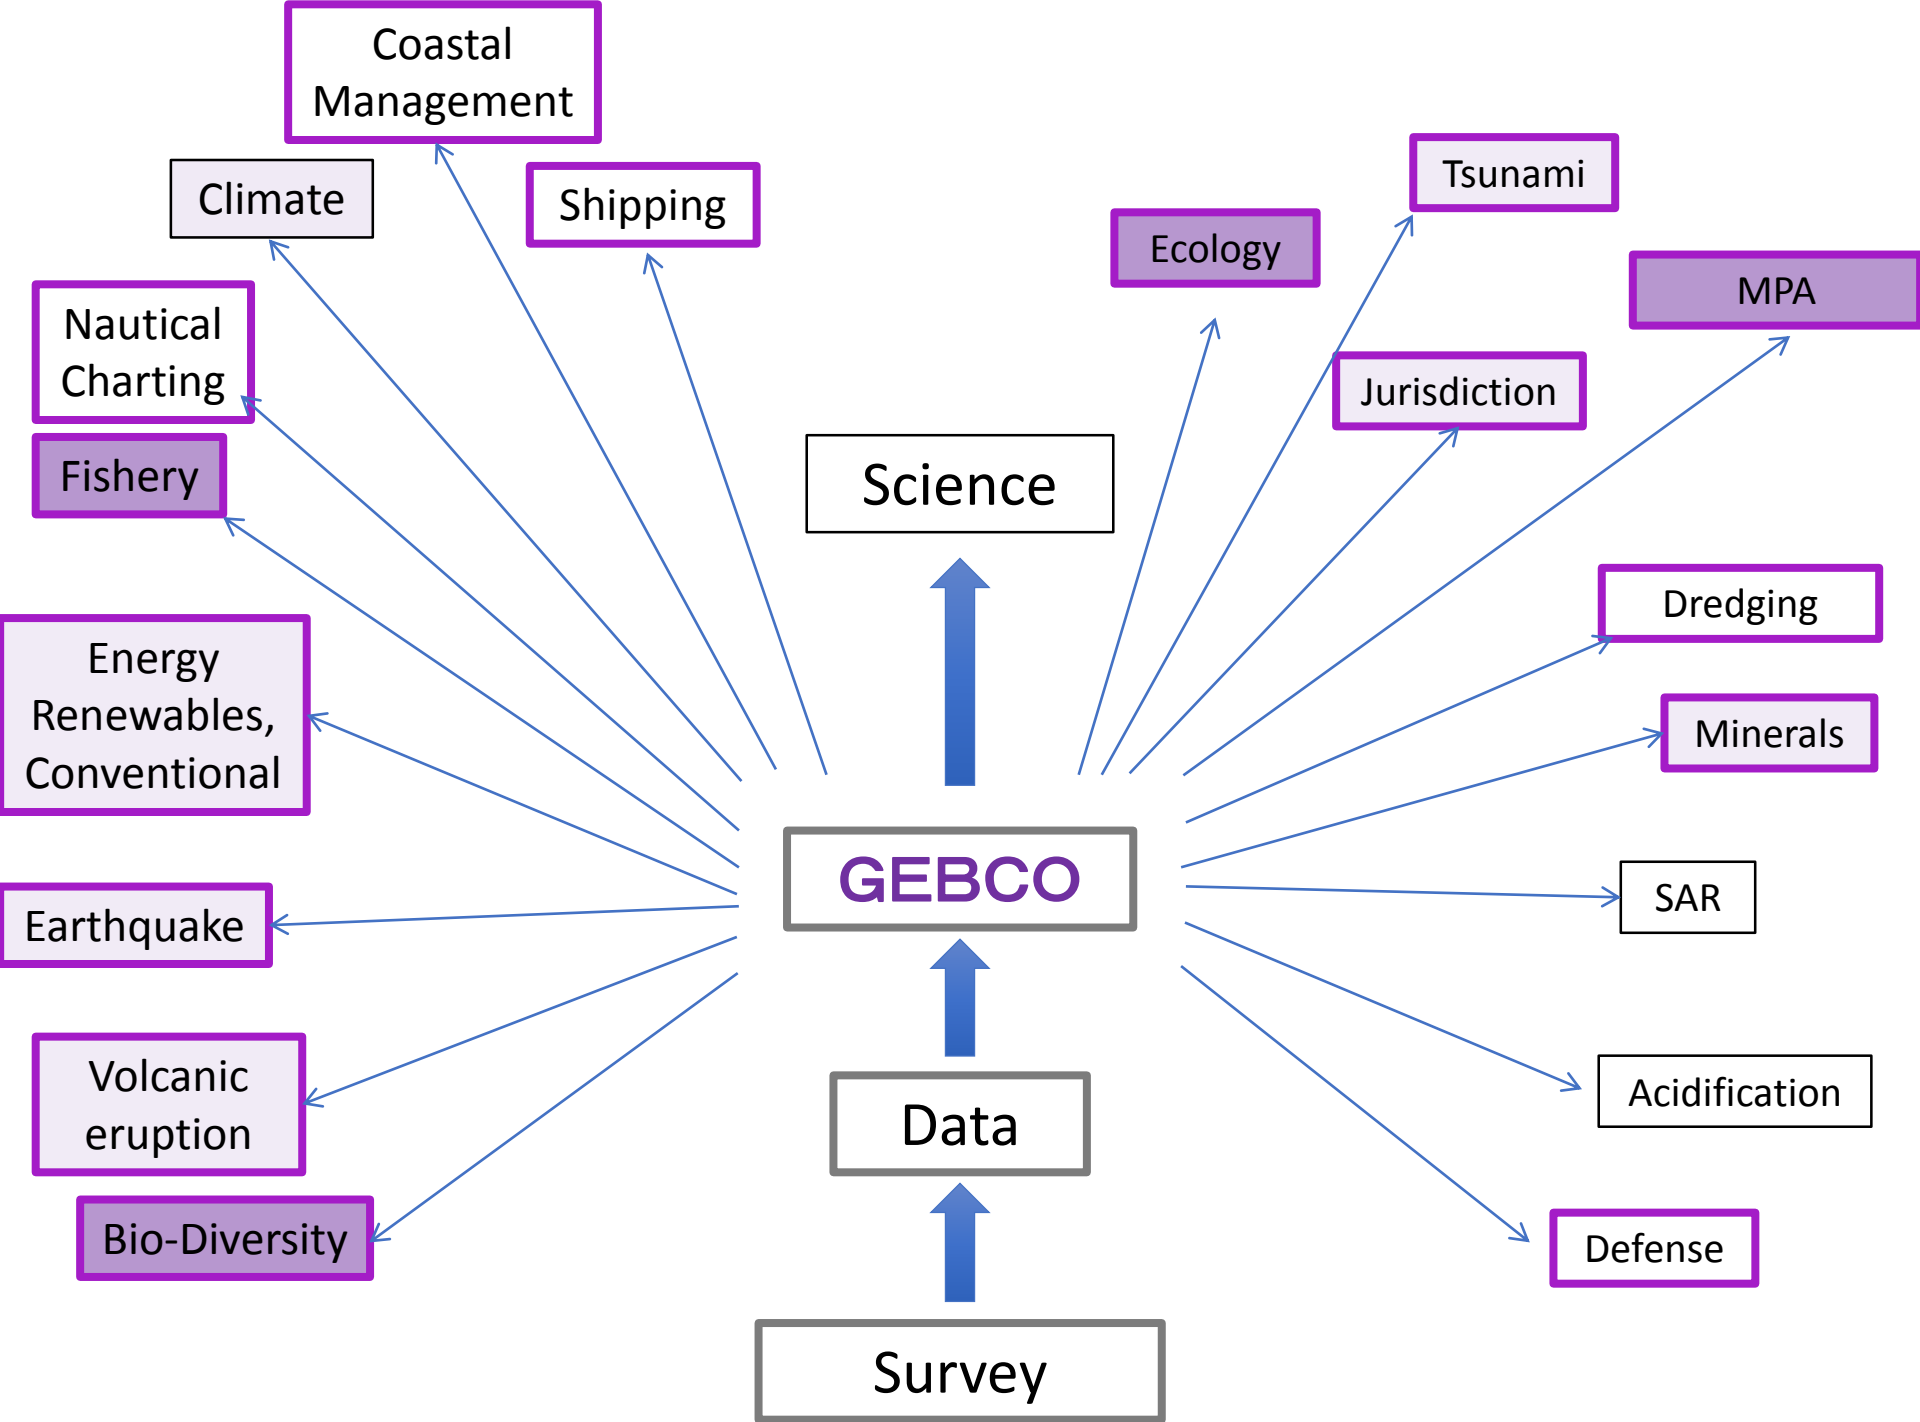 Coastal
Management
Climate
Shipping
Nautical
Charting
Fishery
Energy
Renewables,
Conventional
Earthquake
Volcanic
eruption
Bio-Diversity
Science
GEBCO
Data
Survey
Ecology
Tsunami
MPA
Jurisdiction
Dredging
Minerals
SAR
Acidification
Defense